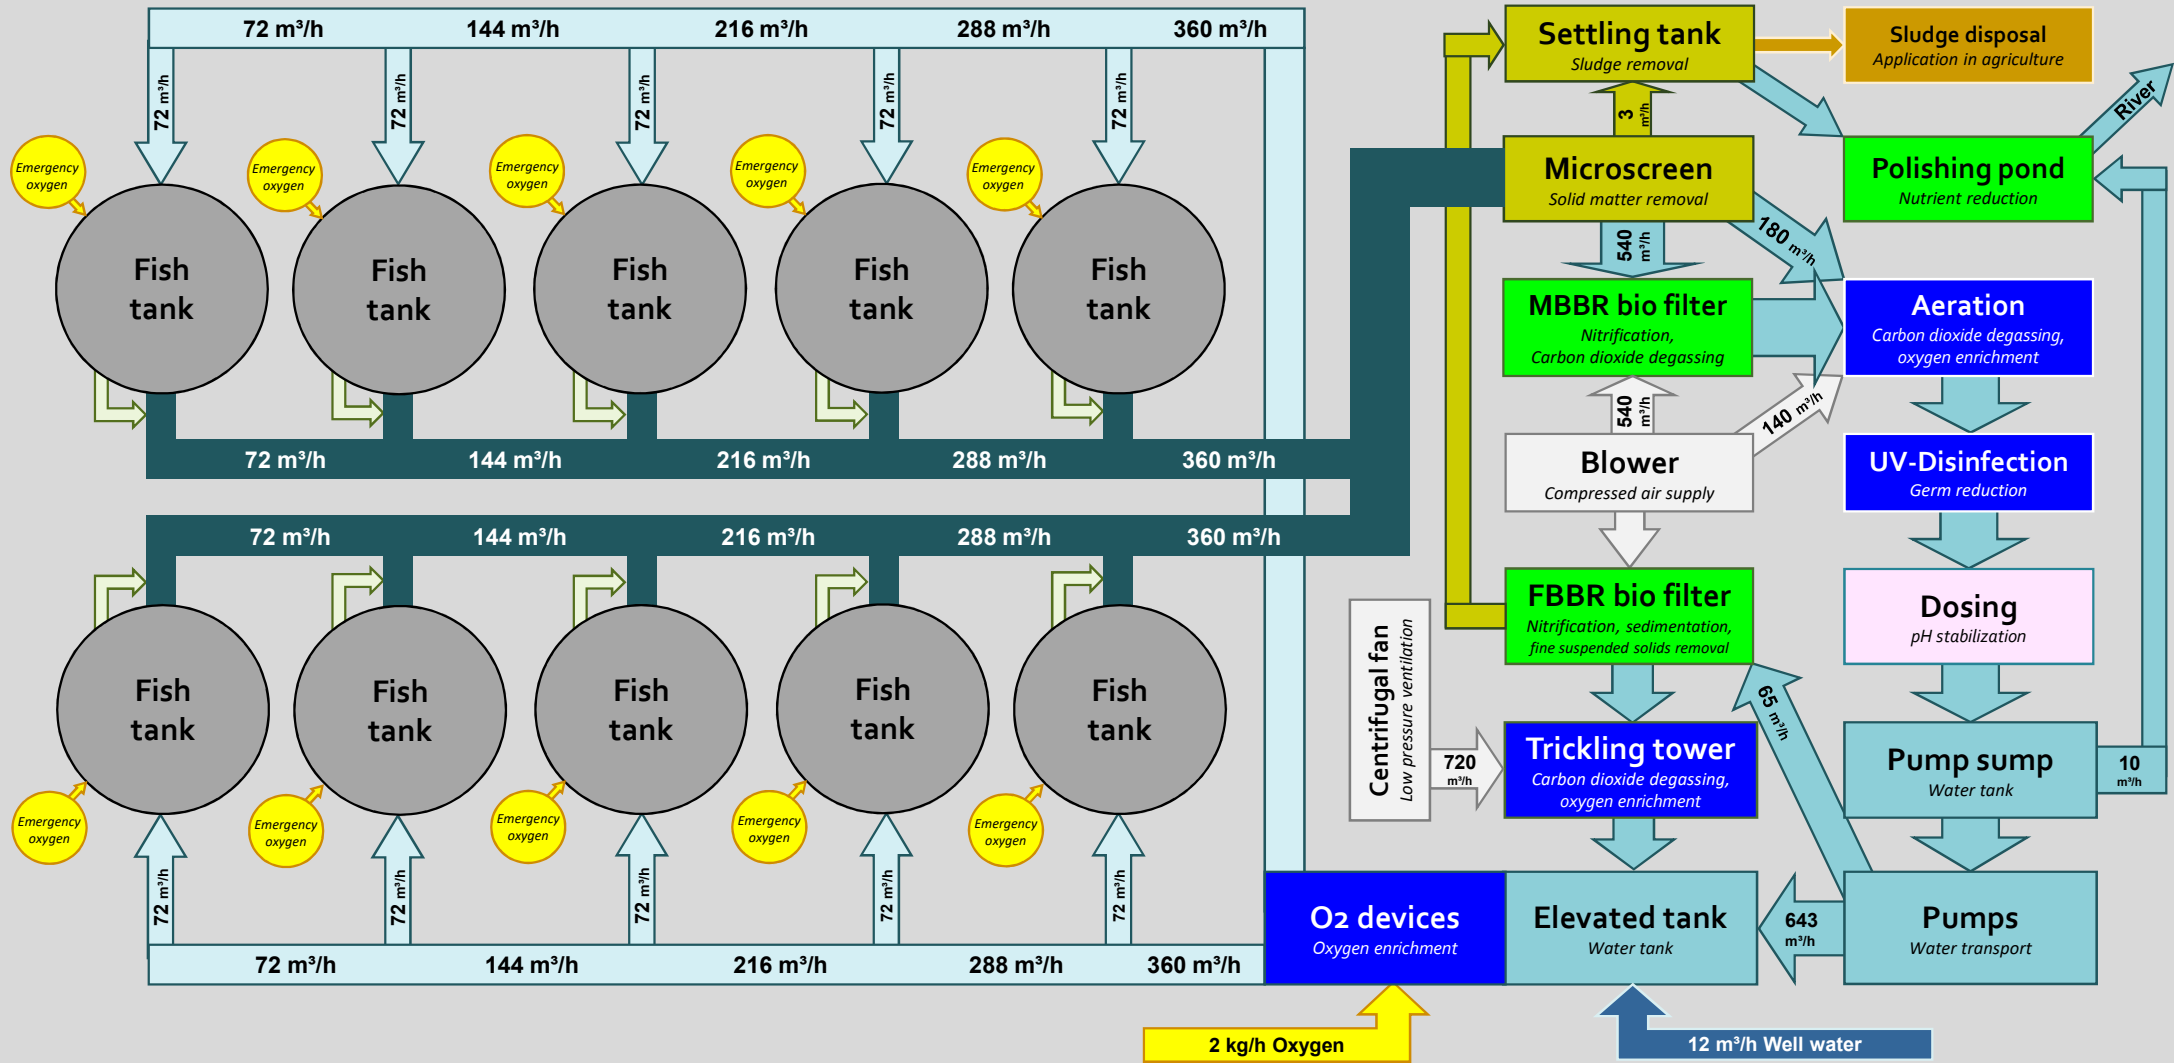 72 m³/h 144 m³/h 216 m³/h 288 m³/h 360 m³/h
72 m³/h
72 m³/h
72 m³/h
72 m³/h
72 m³/h
Emergency
oxygen
Emergency
oxygen
Emergency
oxygen
Emergency
oxygen
Emergency
oxygen
Fish
tank
Fish
tank
Fish
tank
Fish
tank
Fish
tank
72 m³/h 144 m³/h 216 m³/h 288 m³/h 360 m³/h
72 m³/h 144 m³/h 216 m³/h 288 m³/h 360 m³/h
Fish
tank
Fish
tank
Fish
tank
Fish
tank
Fish
tank
Emergency
oxygen
Emergency
oxygen
Emergency
oxygen
Emergency
oxygen
Emergency
oxygen
72 m³/h
72 m³/h
72 m³/h
72 m³/h
72 m³/h
72 m³/h 144 m³/h 216 m³/h 288 m³/h 360 m³/h
Settling tank
Sludge removal
Sludge disposal
Application in agriculture
3
m³/h
River
Microscreen
Solid matter removal
Polishing pond
Nutrient reduction
540
m³/h
180 m³/h
MBBR bio filter
Nitrification,
Carbon dioxide degassing
Aeration
Carbon dioxide degassing,
oxygen enrichment
540
m³/h
140 m³/h
Blower
Compressed air supply
UV-Disinfection
Germ reduction
FBBR bio filter
Nitrification, sedimentation,
fine suspended solids removal
Dosing
pH stabilization
Centrifugal fan
Low pressure ventilation
720
m³/h
65 m³/h
Trickling tower
Carbon dioxide degassing,
oxygen enrichment
Pump sump
Water tank
10
m³/h
O2 devices
Oxygen enrichment
Elevated tank
Water tank
643
m³/h
Pumps
Water transport
2 kg/h Oxygen
12 m³/h Well water